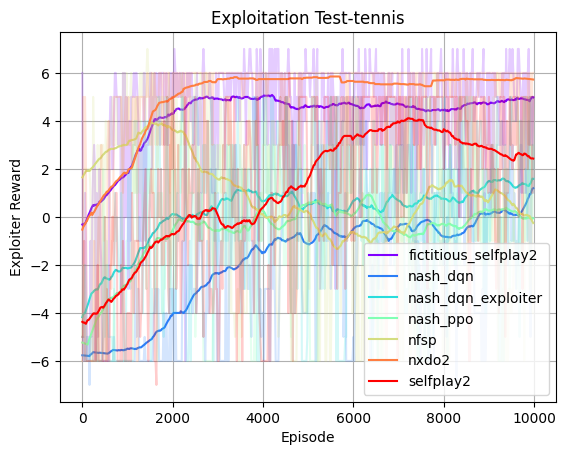 Exploitation Test-tennis
Exploiter Reward
6
4
2
0
−2
−4
−6
0
2000
4000
6000
8000
10000
Episode
fictitious_selfplay2
nash_dqn
nash_dqn_exploiter
nash_ppo
nfsp
nxdo2
selfplay2